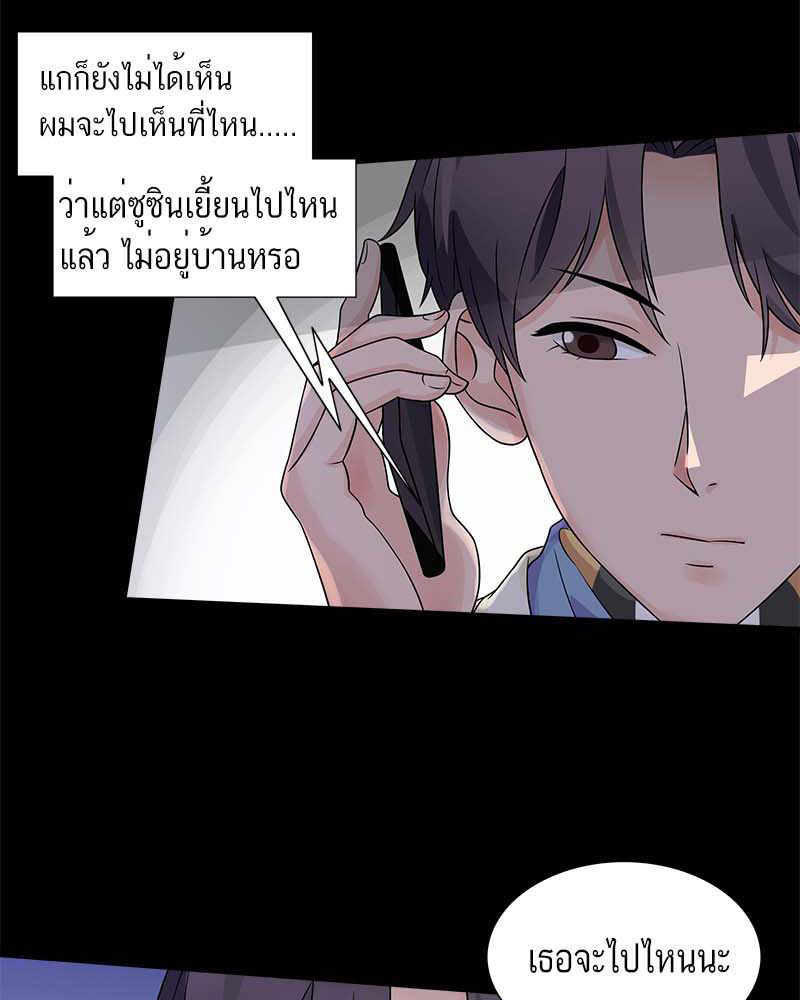 แกก็ยังไม่ได้เห็น
ผมจะไปเห็นที่ไหน.....
ว่าแต่ซูซินเยี้ยนไปไหน
แล้ว ไม่อยู่บ้านหรอ
เธอจะไปไหนนะ